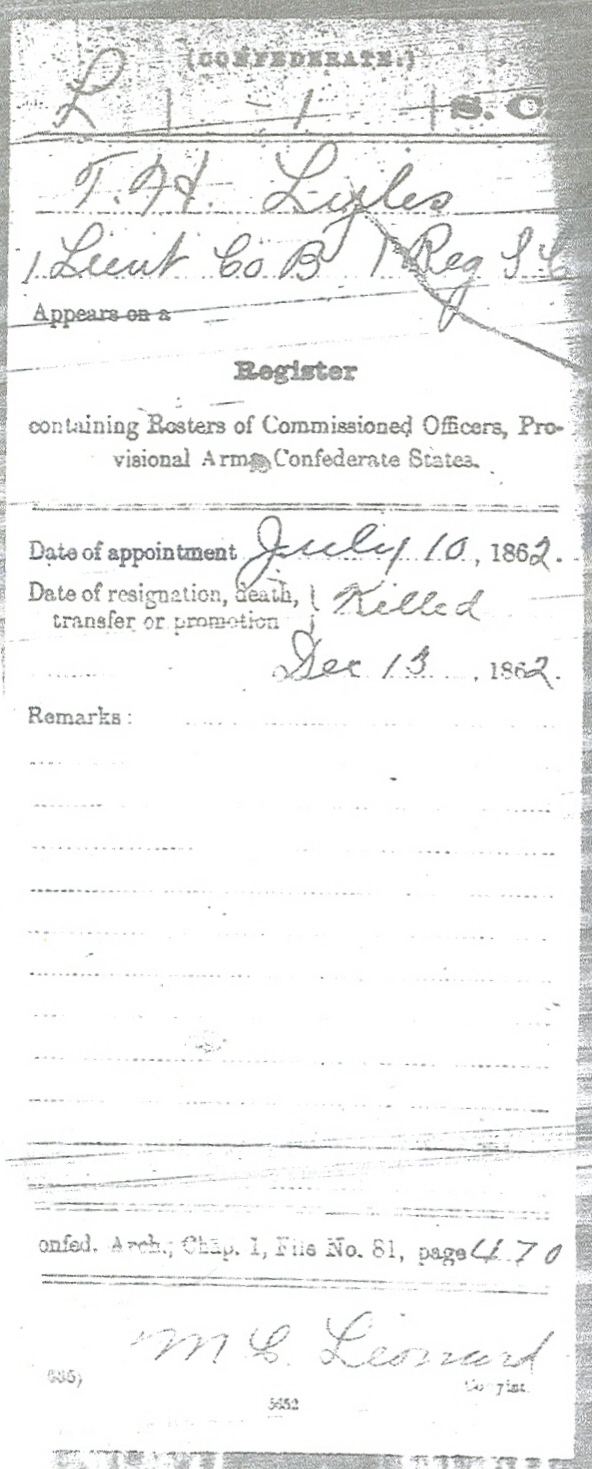 (CONFEDERATE.)
L | 1 | S. C
T. H. Lyles
1 Lieut Co B 1 Reg S C
Appears on a
Register
containing Rosters of Commissioned Officers, Pro-
visional Army Confederate States.
Date of appointment July 10, 1862.
Date of resignation, death, } Killed
transfer or promotion
Dec 13, 1862.
Remarks:
onfed. Arch., Chap. 1, File No. 81, page 470
M C Leonard
635)
Copyist.
5652